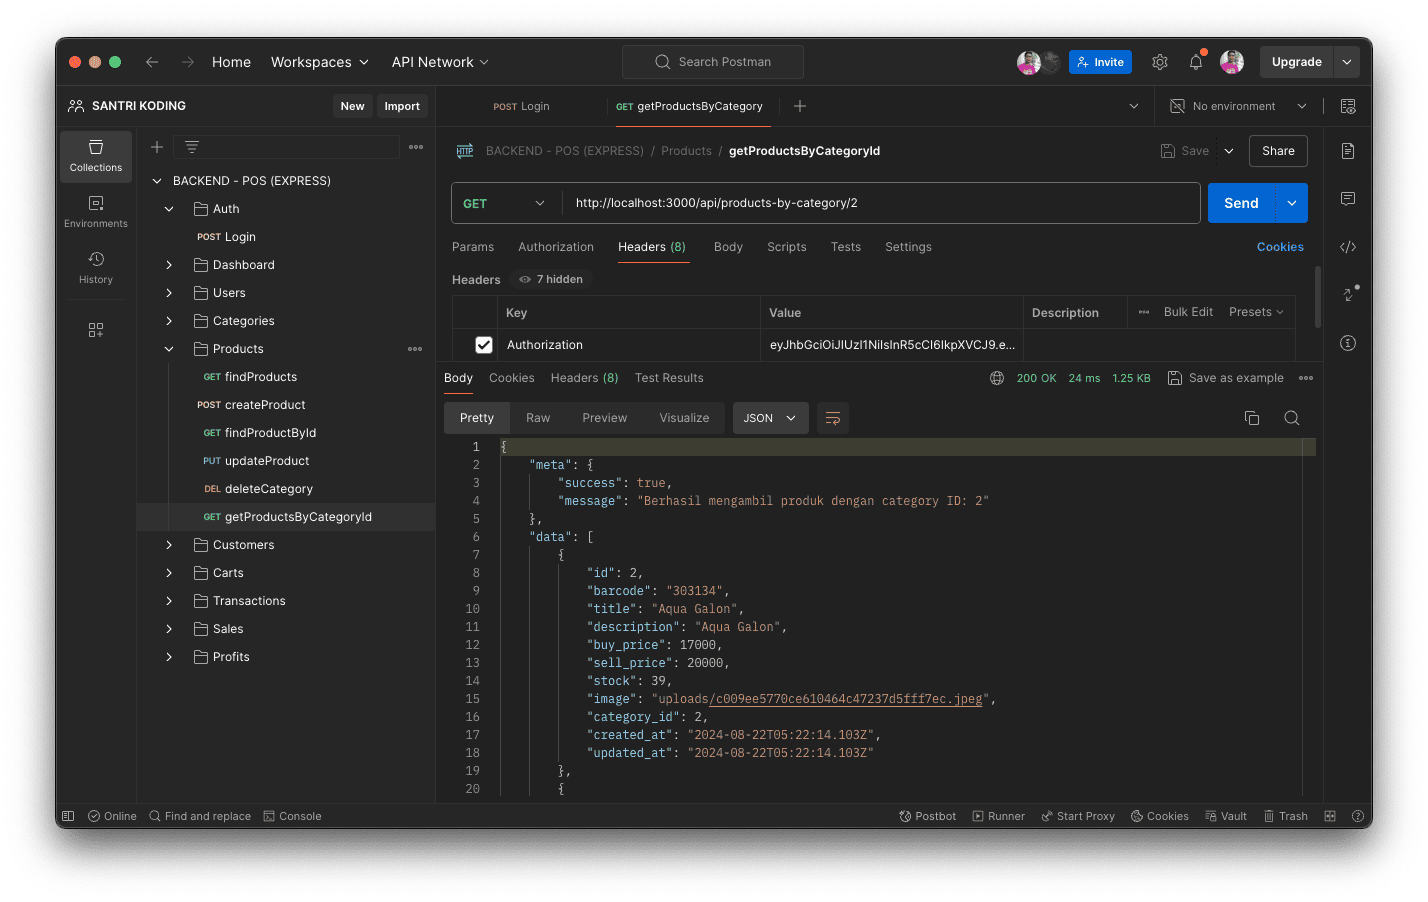 Home Workspaces API Network Search Postman Invite Upgrade
SANTRI KODING New Import
POST Login GET getProductsByCategory No environment
Collections
Environments
History
BACKEND - POS (EXPRESS)
Auth
POST Login
Dashboard
Users
Categories
Products
GET findProducts
POST createProduct
GET findProductById
PUT updateProduct
DEL deleteCategory
GET getProductsByCategoryId
Customers
Carts
Transactions
Sales
Profits
HTTP BACKEND - POS (EXPRESS) / Products / getProductsByCategoryId Save Share
GET http://localhost:3000/api/products-by-category/2 Send
Params Authorization Headers (8) Body Scripts Tests Settings Cookies
Headers 7 hidden
Key Value Description Bulk Edit Presets
Authorization eyJhbGciOiJIUzI1NiIsInR5cCI6IkpXVCJ9.e...
Body Cookies Headers (8) Test Results 200 OK 24 ms 1.25 KB Save as example
Pretty Raw Preview Visualize JSON
1 {
2 "meta": {
3 "success": true,
4 "message": "Berhasil mengambil produk dengan category ID: 2"
5 },
6 "data": [
7 {
8 "id": 2,
9 "barcode": "303134",
10 "title": "Aqua Galon",
11 "description": "Aqua Galon",
12 "buy_price": 17000,
13 "sell_price": 20000,
14 "stock": 39,
15 "image": "uploads/c009ee5770ce610464c47237d5fff7ec.jpeg",
16 "category_id": 2,
17 "created_at": "2024-08-22T05:22:14.103Z",
18 "updated_at": "2024-08-22T05:22:14.103Z"
19 },
20 {
Online Find and replace Console Postbot Runner Start Proxy Cookies Vault Trash